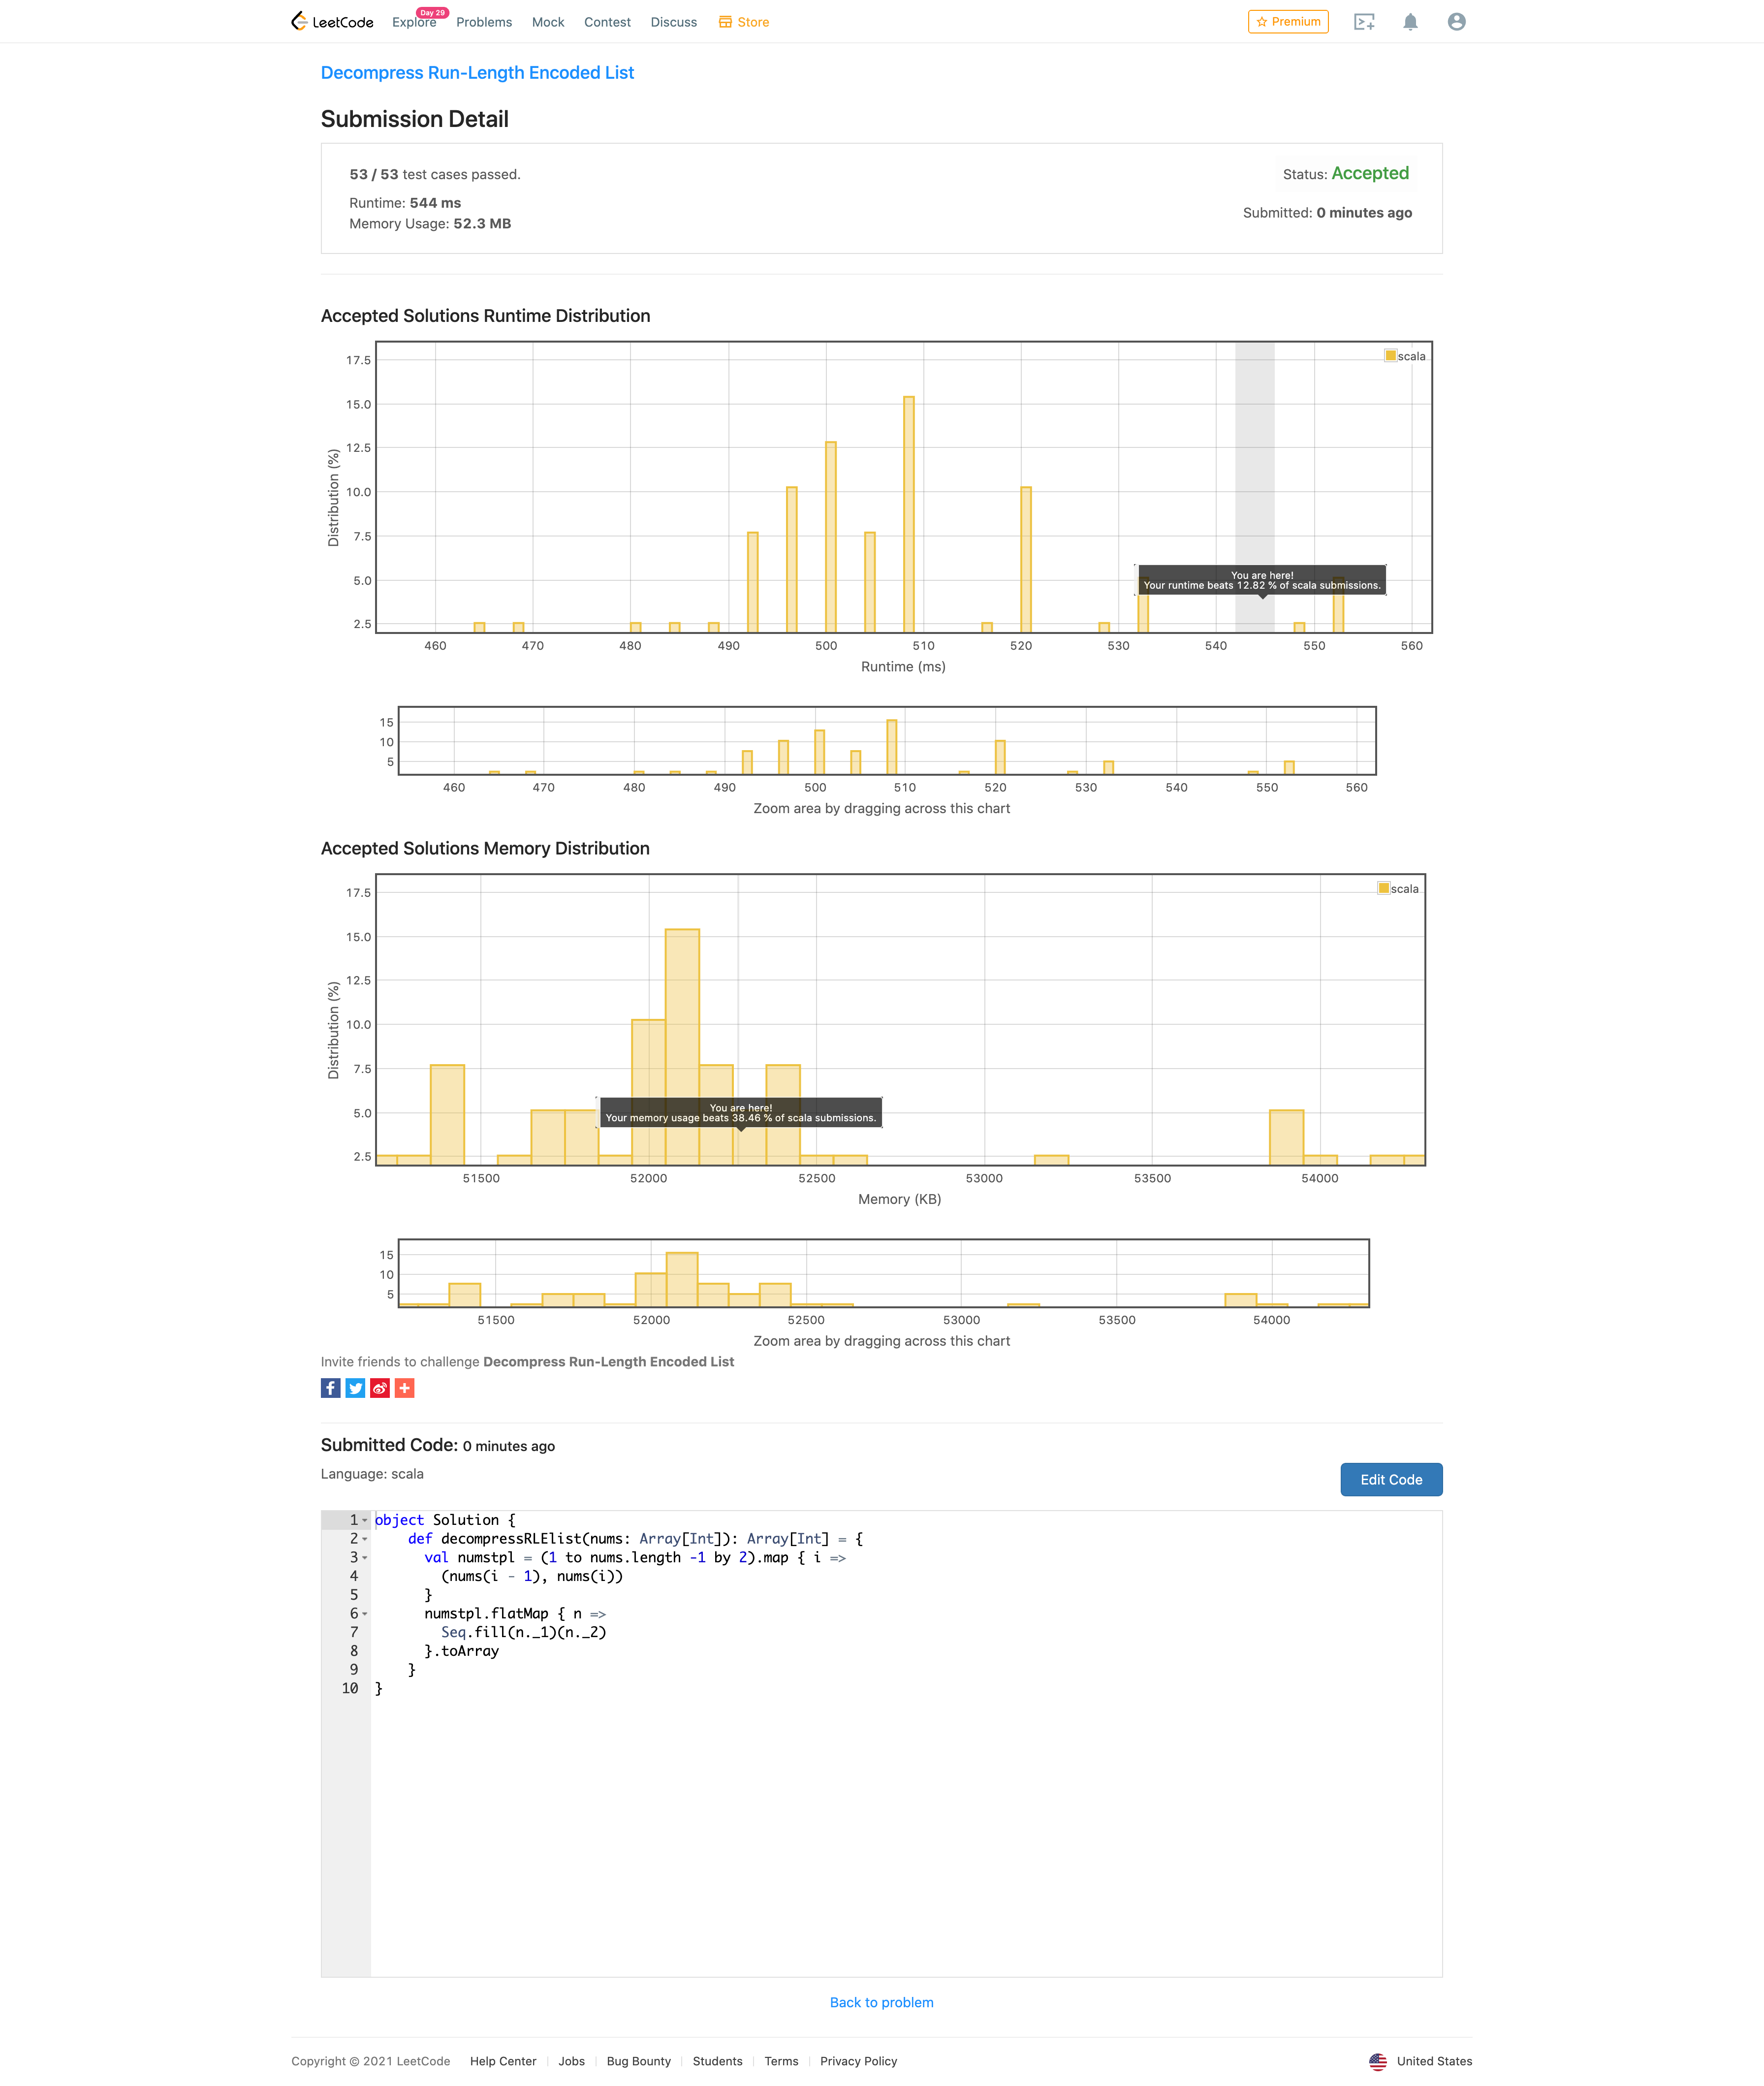 LeetCode
Explore
Day 29
Problems
Mock
Contest
Discuss
Store
Premium
Decompress Run-Length Encoded List
Submission Detail
53 / 53 test cases passed.
Status: Accepted
Runtime: 544 ms
Submitted: 0 minutes ago
Memory Usage: 52.3 MB
Accepted Solutions Runtime Distribution
scala
17.5
15.0
12.5
10.0
7.5
5.0
2.5
Distribution (%)
You are here!
Your runtime beats 12.82 % of scala submissions.
460 470 480 490 500 510 520 530 540 550 560
Runtime (ms)
15
10
5
460 470 480 490 500 510 520 530 540 550 560
Zoom area by dragging across this chart
Accepted Solutions Memory Distribution
scala
17.5
15.0
12.5
10.0
7.5
5.0
2.5
Distribution (%)
You are here!
Your memory usage beats 38.46 % of scala submissions.
51500 52000 52500 53000 53500 54000
Memory (KB)
15
10
5
51500 52000 52500 53000 53500 54000
Zoom area by dragging across this chart
Invite friends to challenge Decompress Run-Length Encoded List
Submitted Code: 0 minutes ago
Language: scala
Edit Code
1 object Solution {
2     def decompressRLElist(nums: Array[Int]): Array[Int] = {
3       val numstpl = (1 to nums.length -1 by 2).map { i =>
4         (nums(i - 1), nums(i))
5       }
6       numstpl.flatMap { n =>
7         Seq.fill(n._1)(n._2)
8       }.toArray
9     }
10 }
Back to problem
Copyright © 2021 LeetCode
Help Center
Jobs
Bug Bounty
Students
Terms
Privacy Policy
United States